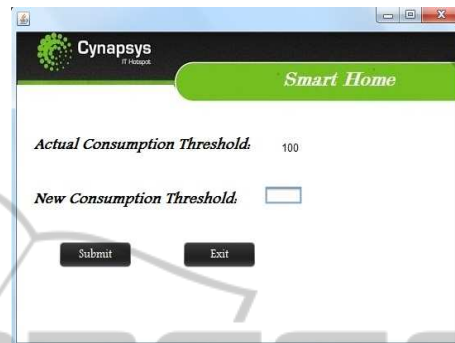 Cynapsys
IT Hotspot
Smart Home
Actual Consumption Threshold:
100
New Consumption Threshold:
Submit
Exit